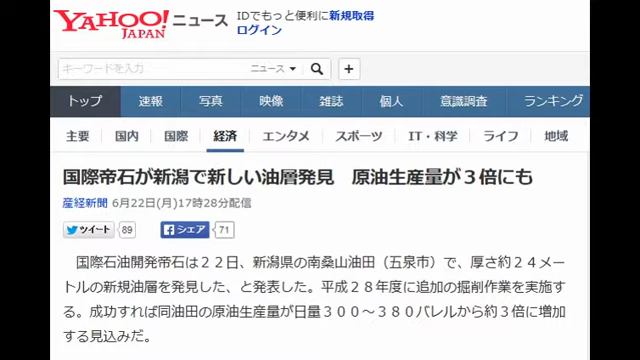 YAHOO! ニュース
JAPAN
IDでもっと便利に新規取得
ログイン
キーワードを入力 ニュース
トップ 速報 写真 映像 雑誌 個人 意識調査 ランキング
主要 国内 国際 経済 エンタメ スポーツ IT・科学 ライフ 地域
国際帝石が新潟で新しい油層発見　原油生産量が３倍にも
産経新聞 6月22日(月)17時28分配信
ツイート 89 シェア 71
国際石油開発帝石は２２日、新潟県の南桑山油田（五泉市）で、厚さ約２４メー
トルの新規油層を発見した、と発表した。平成２８年度に追加の掘削作業を実施す
る。成功すれば同油田の原油生産量が日量３００～３８０バレルから約３倍に増加
する見込みだ。